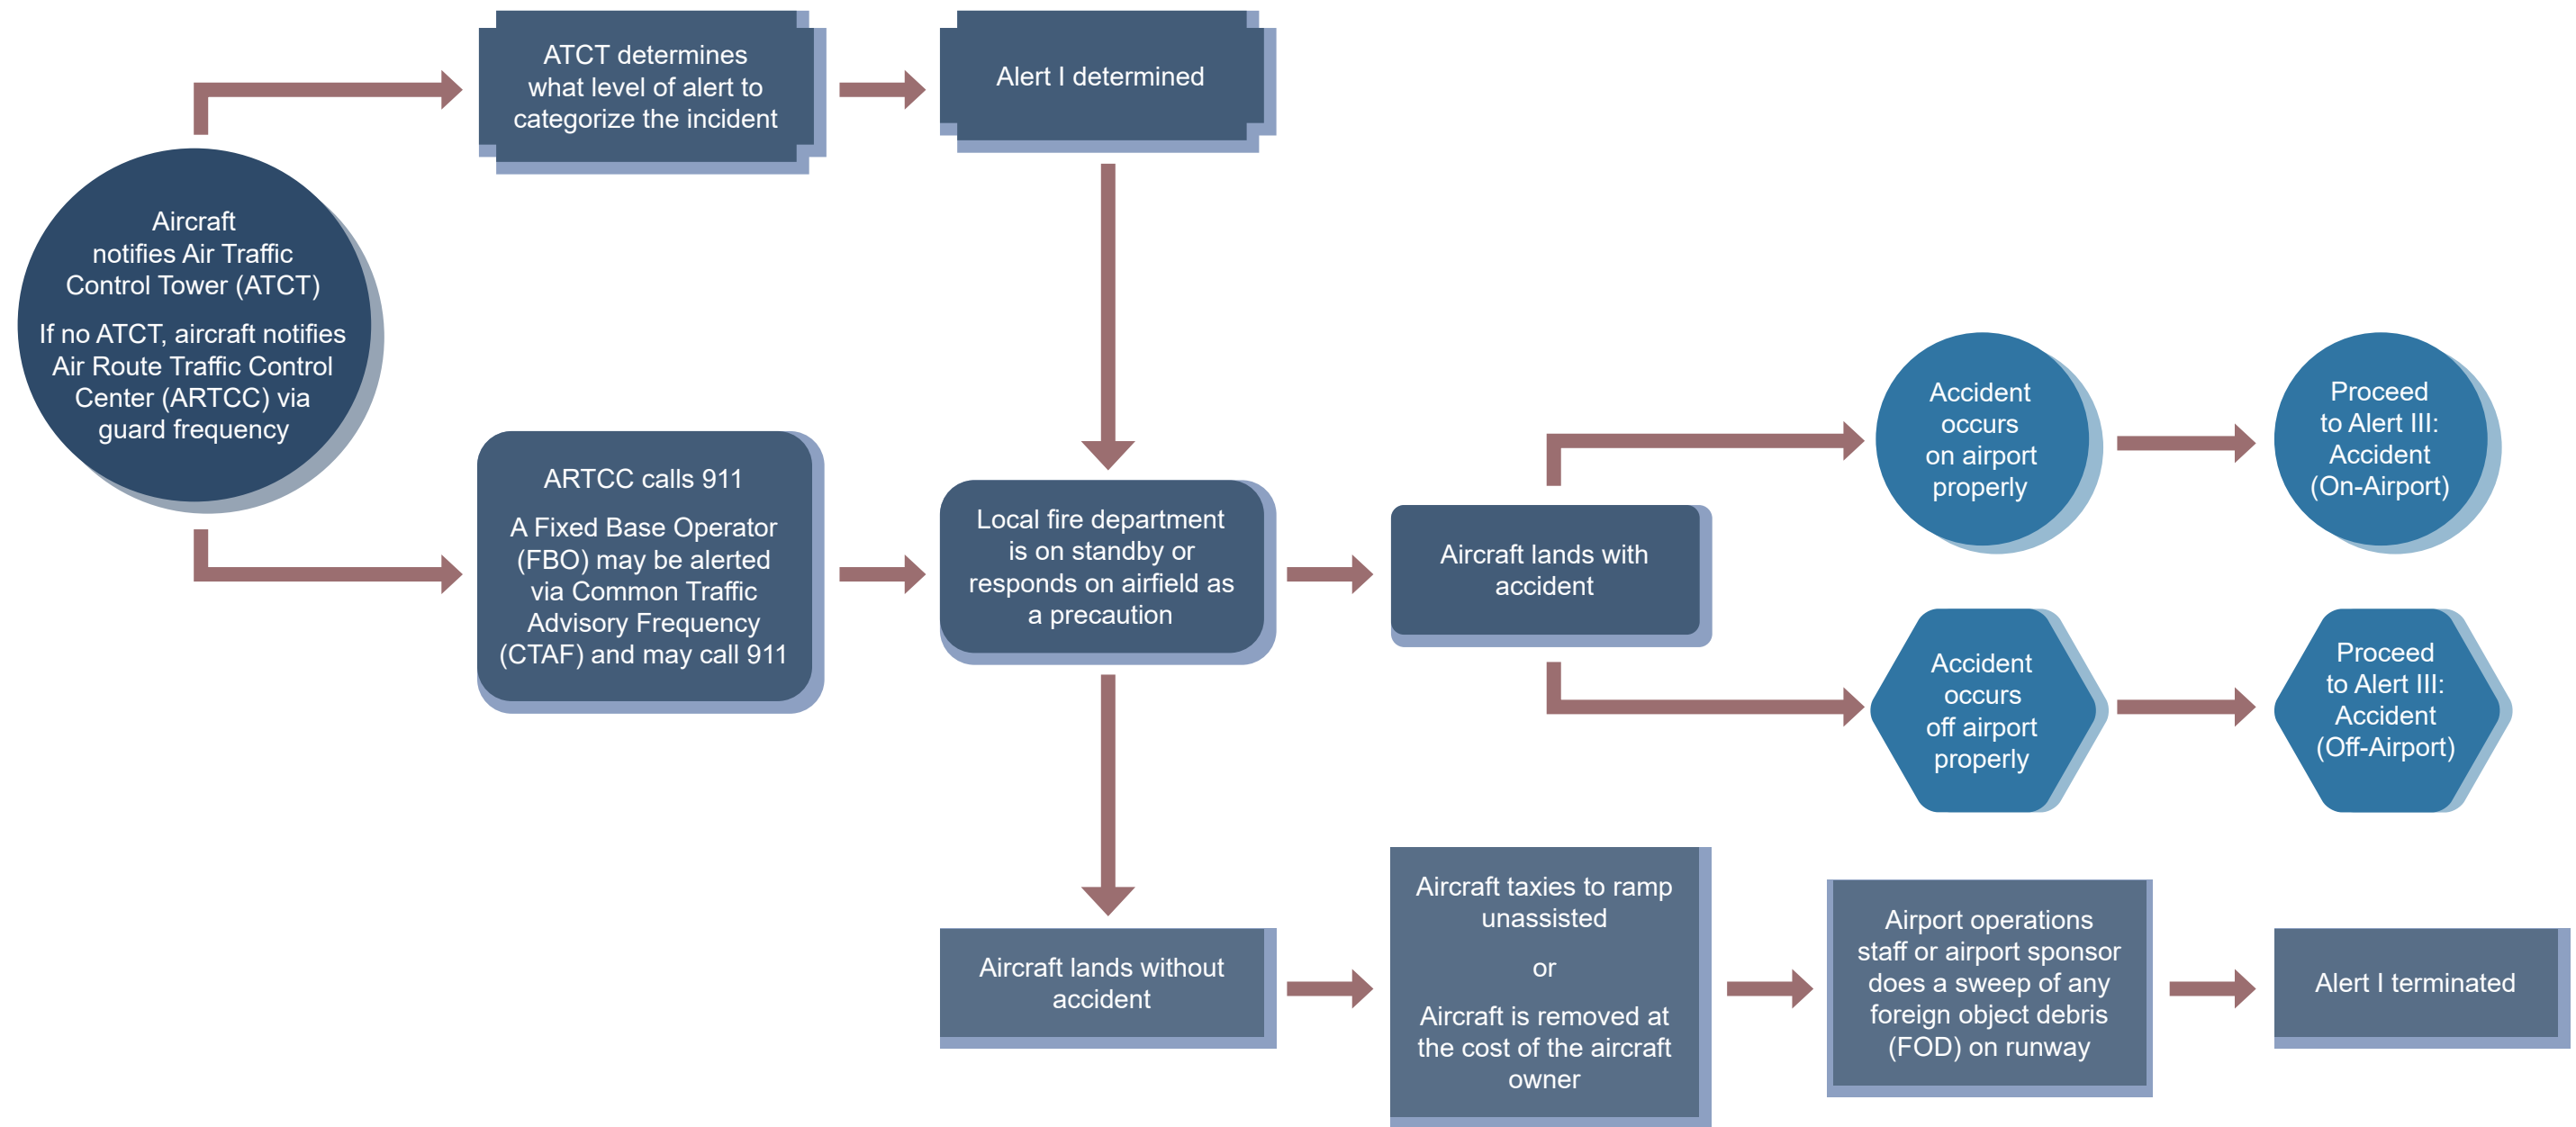 ATCT determines
what level of alert to
categorize the incident
Alert I determined
Aircraft
notifies Air Traffic
Control Tower (ATCT)
If no ATCT, aircraft notifies
Air Route Traffic Control
Center (ARTCC) via
guard frequency
ARTCC calls 911
A Fixed Base Operator
(FBO) may be alerted
via Common Traffic
Advisory Frequency
(CTAF) and may call 911
Local fire department
is on standby or
responds on airfield as
a precaution
Aircraft lands with
accident
Accident
occurs
on airport
properly
Proceed
to Alert III:
Accident
(On-Airport)
Accident
occurs
off airport
properly
Proceed
to Alert III:
Accident
(Off-Airport)
Aircraft lands without
accident
Aircraft taxies to ramp
unassisted
or
Aircraft is removed at
the cost of the aircraft
owner
Airport operations
staff or airport sponsor
does a sweep of any
foreign object debris
(FOD) on runway
Alert I terminated